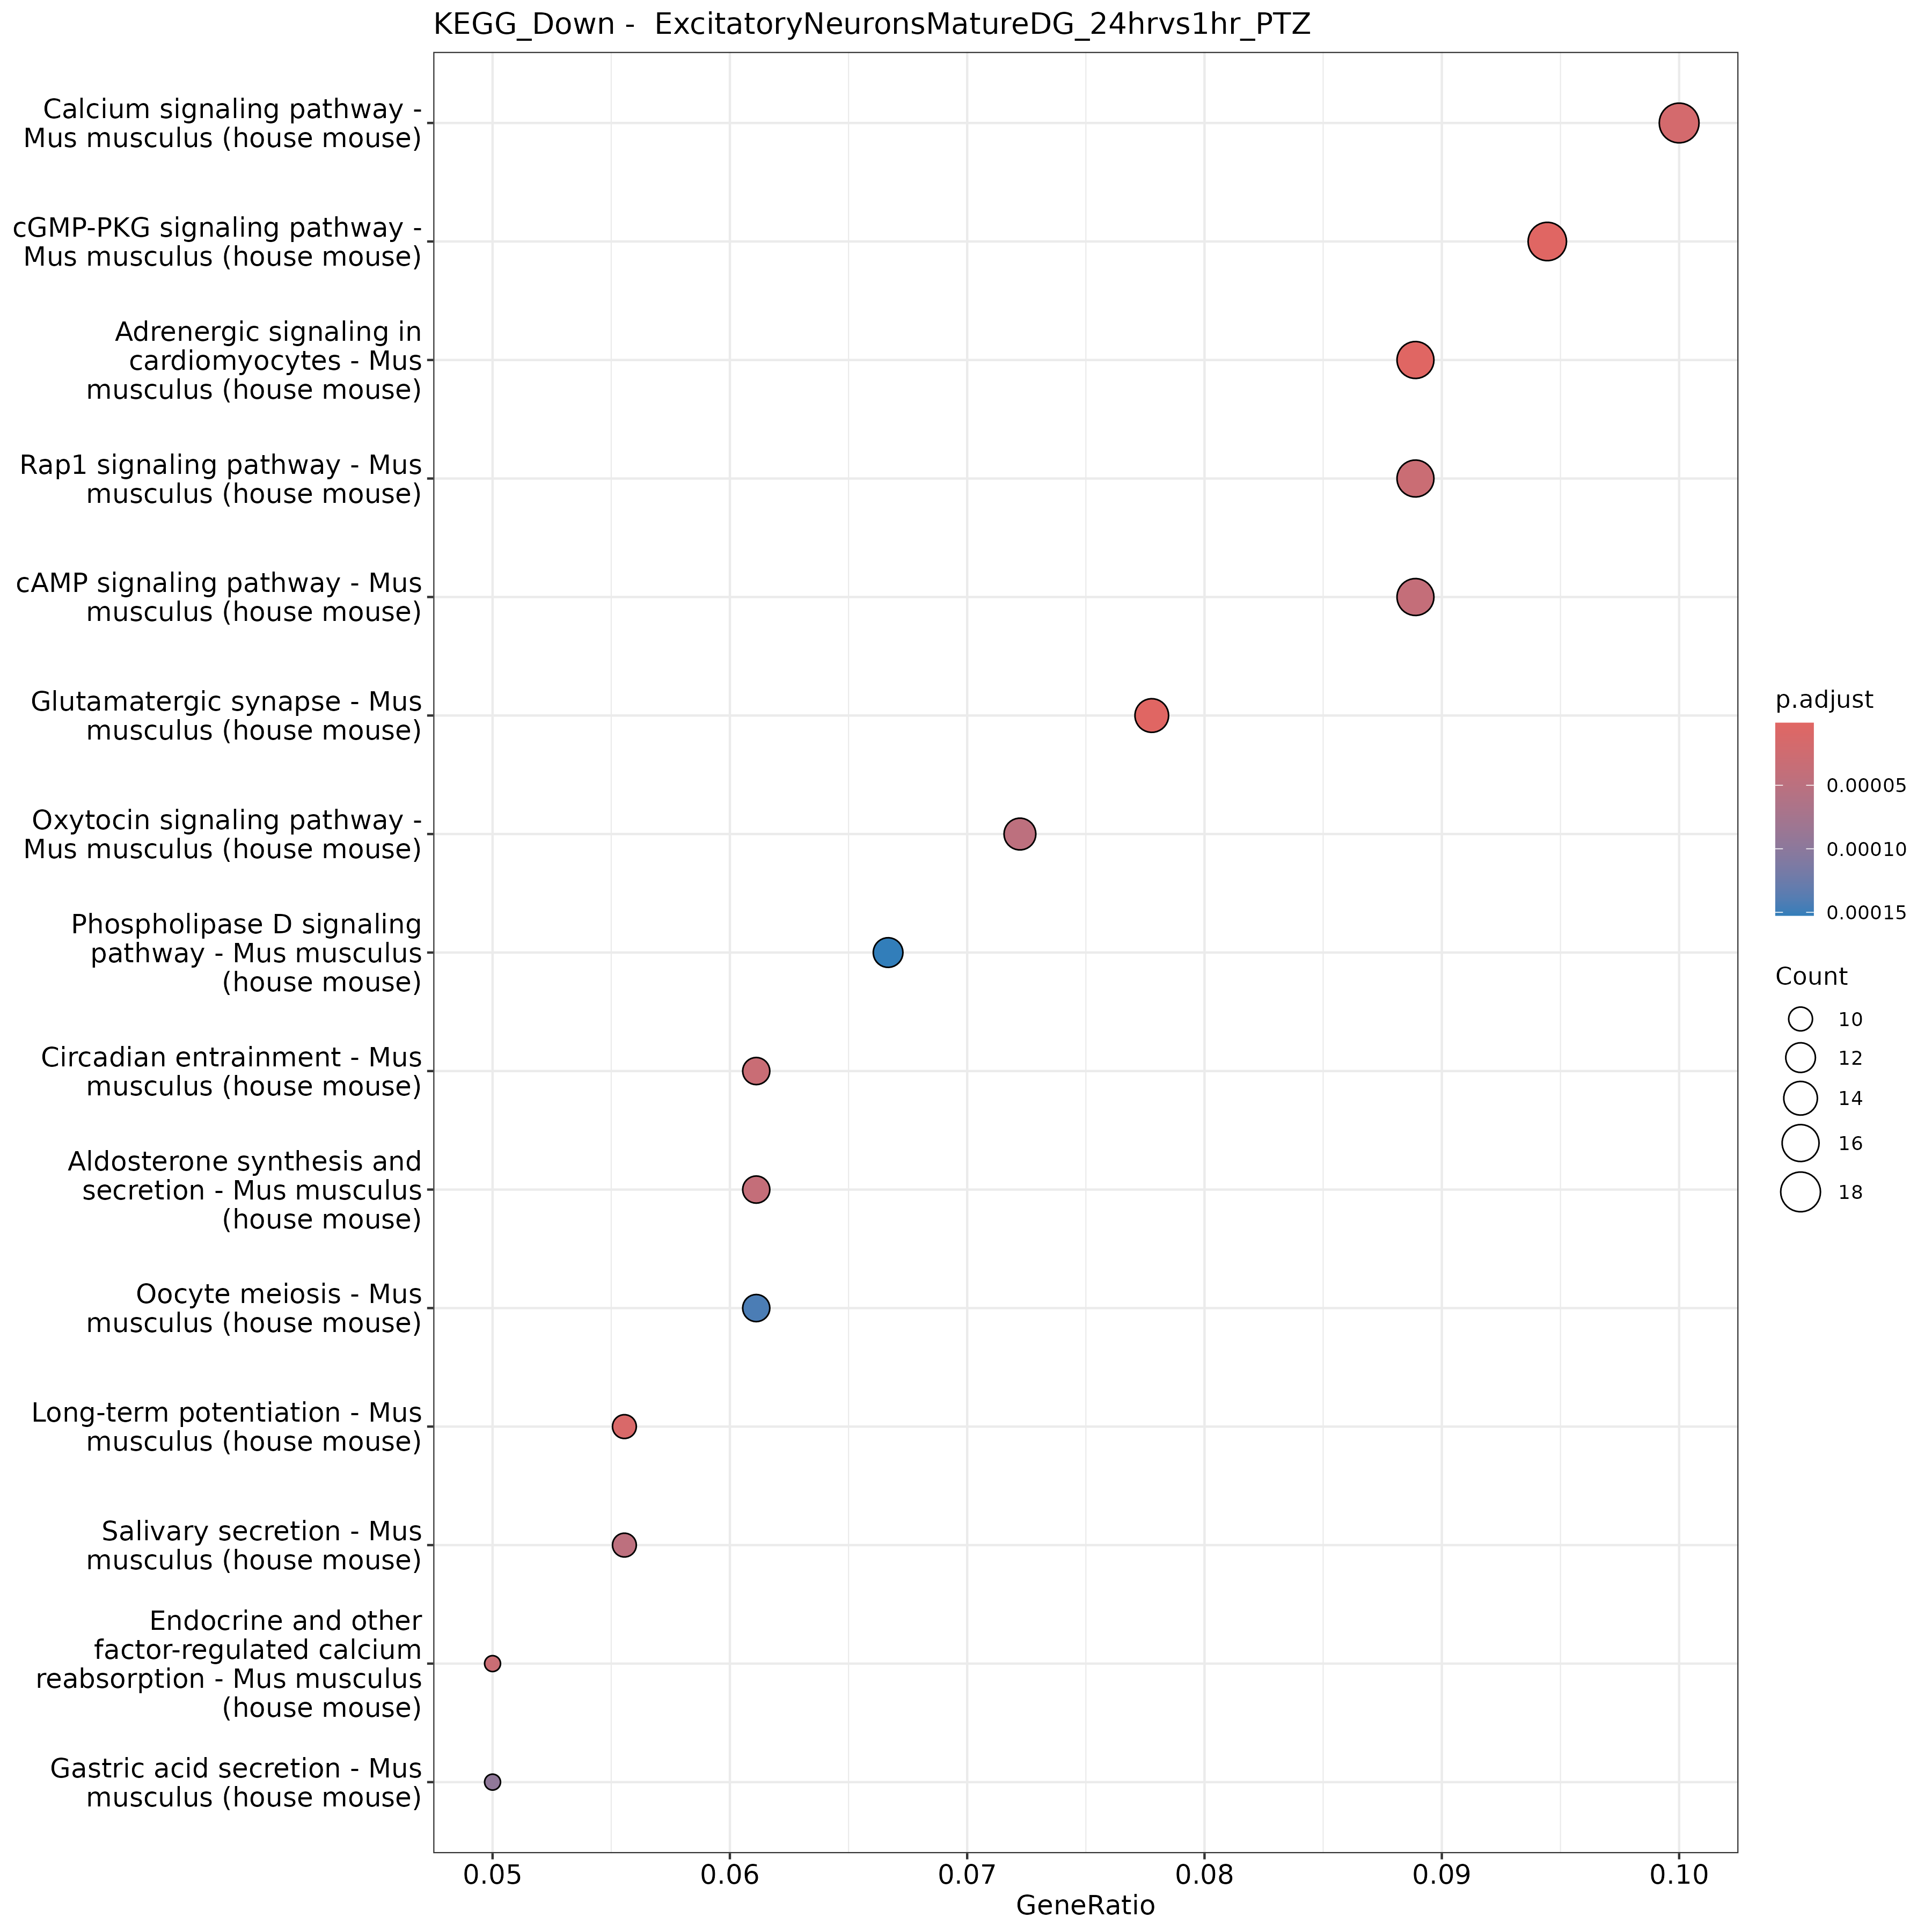 KEGG_Down -  ExcitatoryNeuronsMatureDG_24hrvs1hr_PTZ
Calcium signaling pathway -
Mus musculus (house mouse)
cGMP-PKG signaling pathway -
Mus musculus (house mouse)
Adrenergic signaling in
cardiomyocytes - Mus
musculus (house mouse)
Rap1 signaling pathway - Mus
musculus (house mouse)
cAMP signaling pathway - Mus
musculus (house mouse)
Glutamatergic synapse - Mus
musculus (house mouse)
Oxytocin signaling pathway -
Mus musculus (house mouse)
Phospholipase D signaling
pathway - Mus musculus
(house mouse)
Circadian entrainment - Mus
musculus (house mouse)
Aldosterone synthesis and
secretion - Mus musculus
(house mouse)
Oocyte meiosis - Mus
musculus (house mouse)
Long-term potentiation - Mus
musculus (house mouse)
Salivary secretion - Mus
musculus (house mouse)
Endocrine and other
factor-regulated calcium
reabsorption - Mus musculus
(house mouse)
Gastric acid secretion - Mus
musculus (house mouse)
0.05 0.06 0.07 0.08 0.09 0.10
GeneRatio
p.adjust
0.00005
0.00010
0.00015
Count
10
12
14
16
18